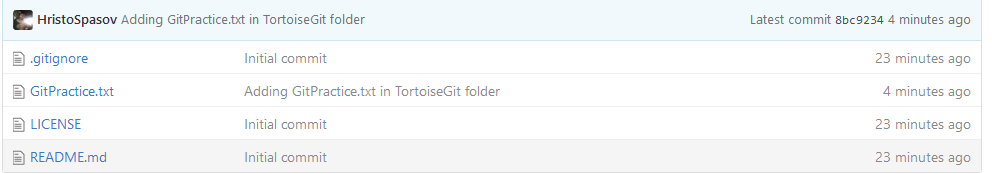 HristoSpasov Adding GitPractice.txt in TortoiseGit folder Latest commit 8bc9234 4 minutes ago
.gitignore Initial commit 23 minutes ago
GitPractice.txt Adding GitPractice.txt in TortoiseGit folder 4 minutes ago
LICENSE Initial commit 23 minutes ago
README.md Initial commit 23 minutes ago